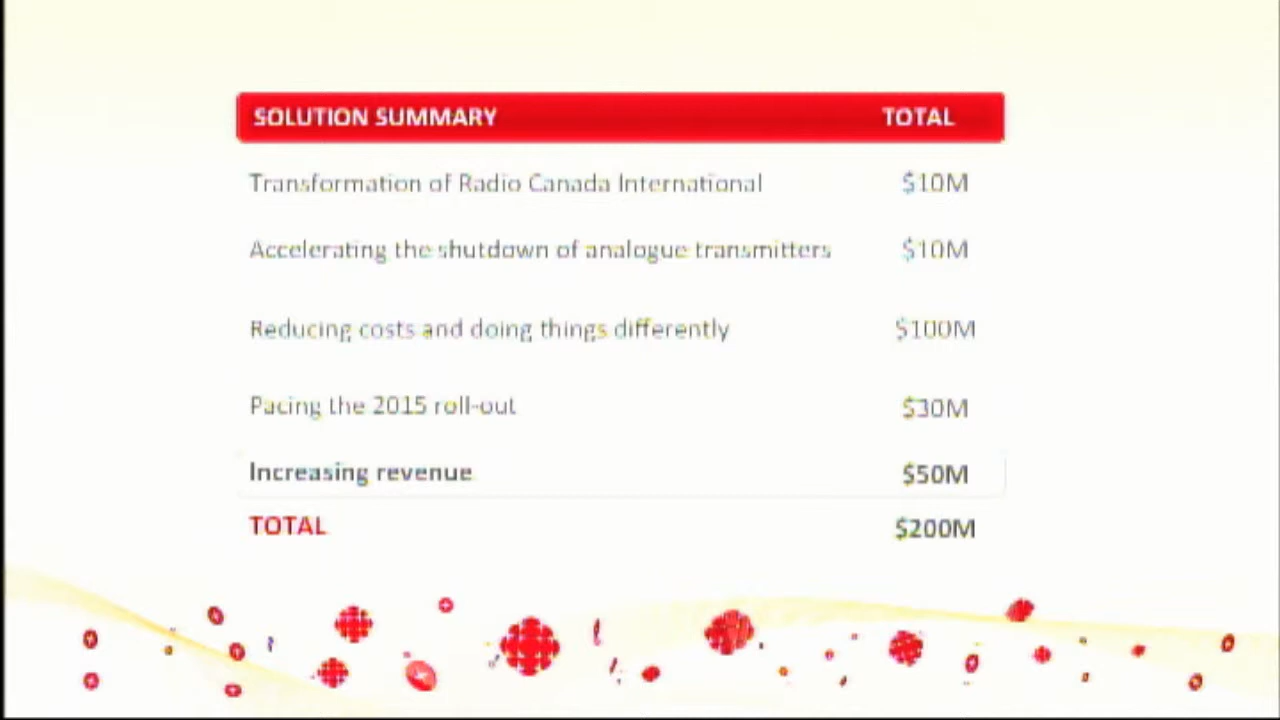 SOLUTION SUMMARY TOTAL
Transformation of Radio Canada International $10M
Accelerating the shutdown of analogue transmitters $10M
Reducing costs and doing things differently $100M
Pacing the 2015 roll-out $30M
Increasing revenue $50M
TOTAL $200M